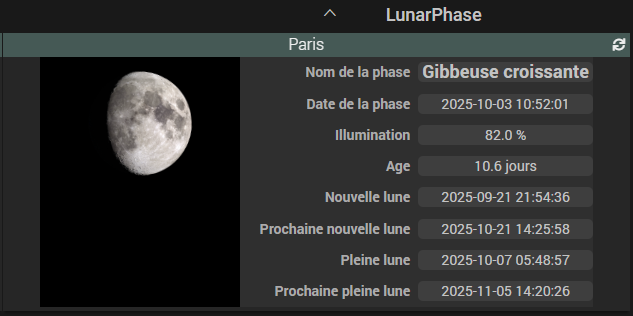 LunarPhase
Paris
Nom de la phase Gibbeuse croissante
Date de la phase 2025-10-03 10:52:01
Illumination 82.0 %
Age 10.6 jours
Nouvelle lune 2025-09-21 21:54:36
Prochaine nouvelle lune 2025-10-21 14:25:58
Pleine lune 2025-10-07 05:48:57
Prochaine pleine lune 2025-11-05 14:20:26